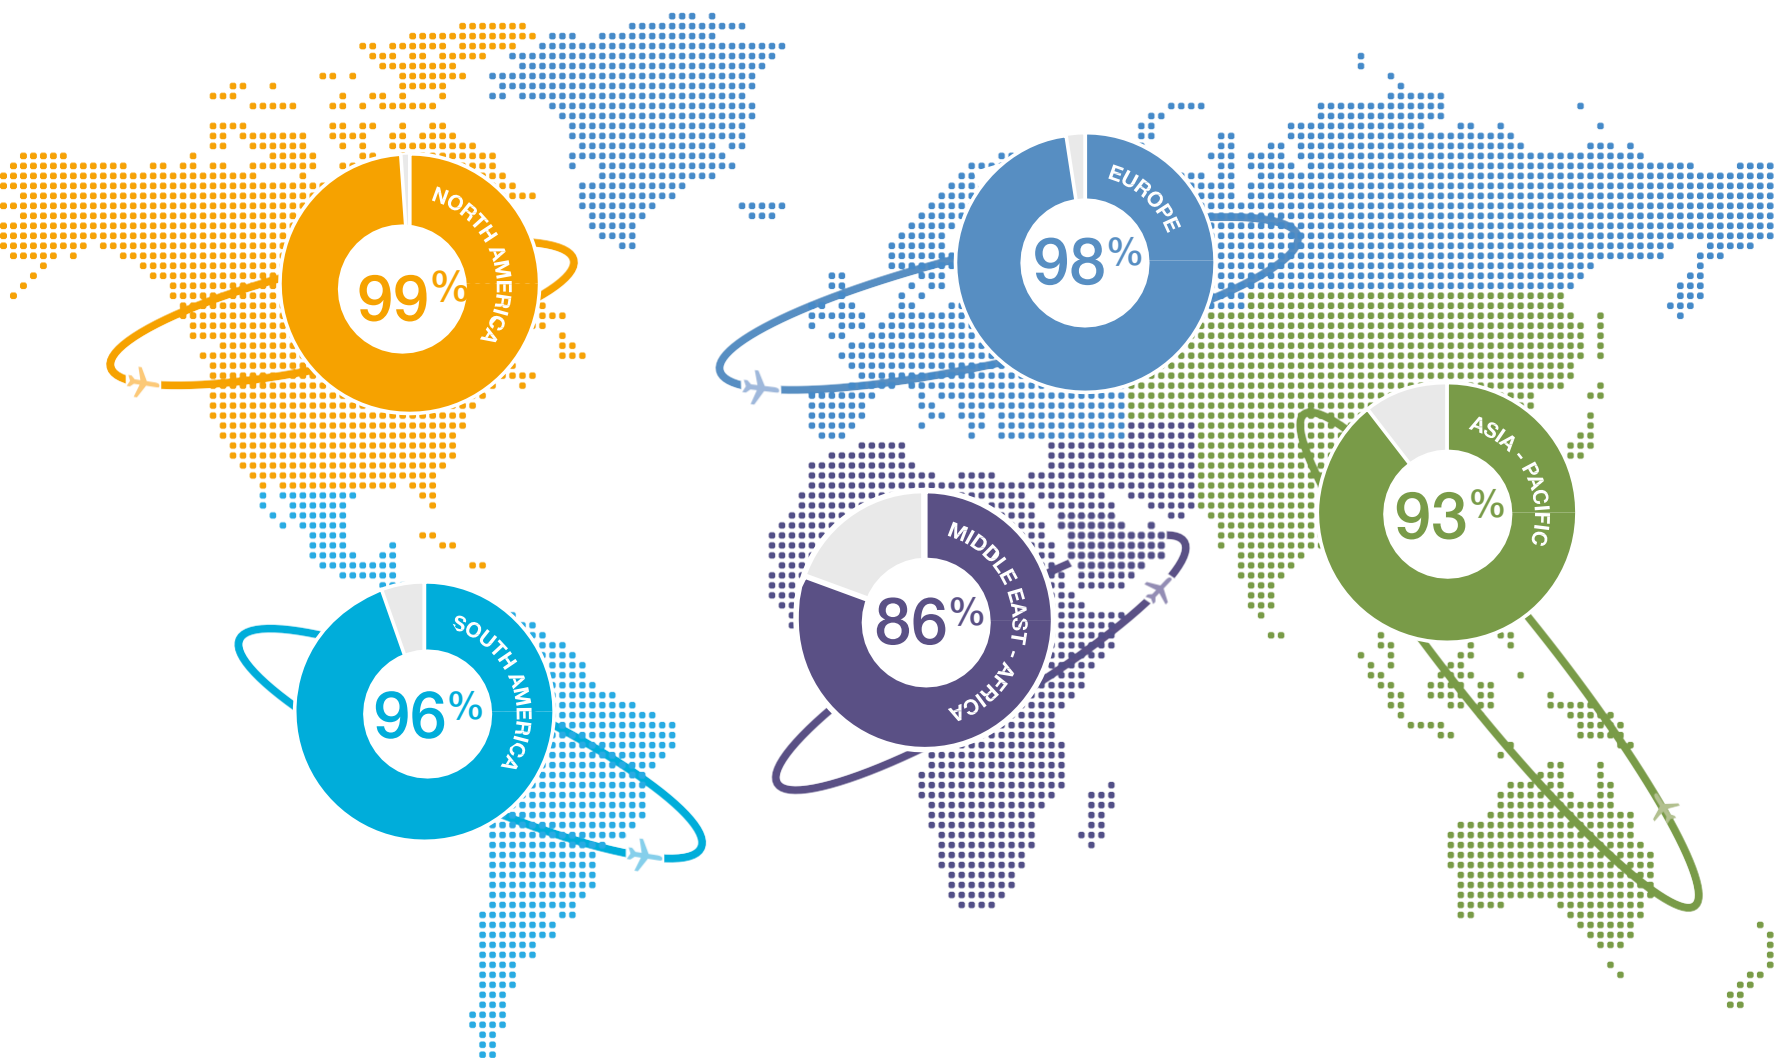 NORTH AMERICA
99%
EUROPE
98%
ASIA - PACIFIC
93%
MIDDLE EAST - AFRICA
86%
SOUTH AMERICA
96%